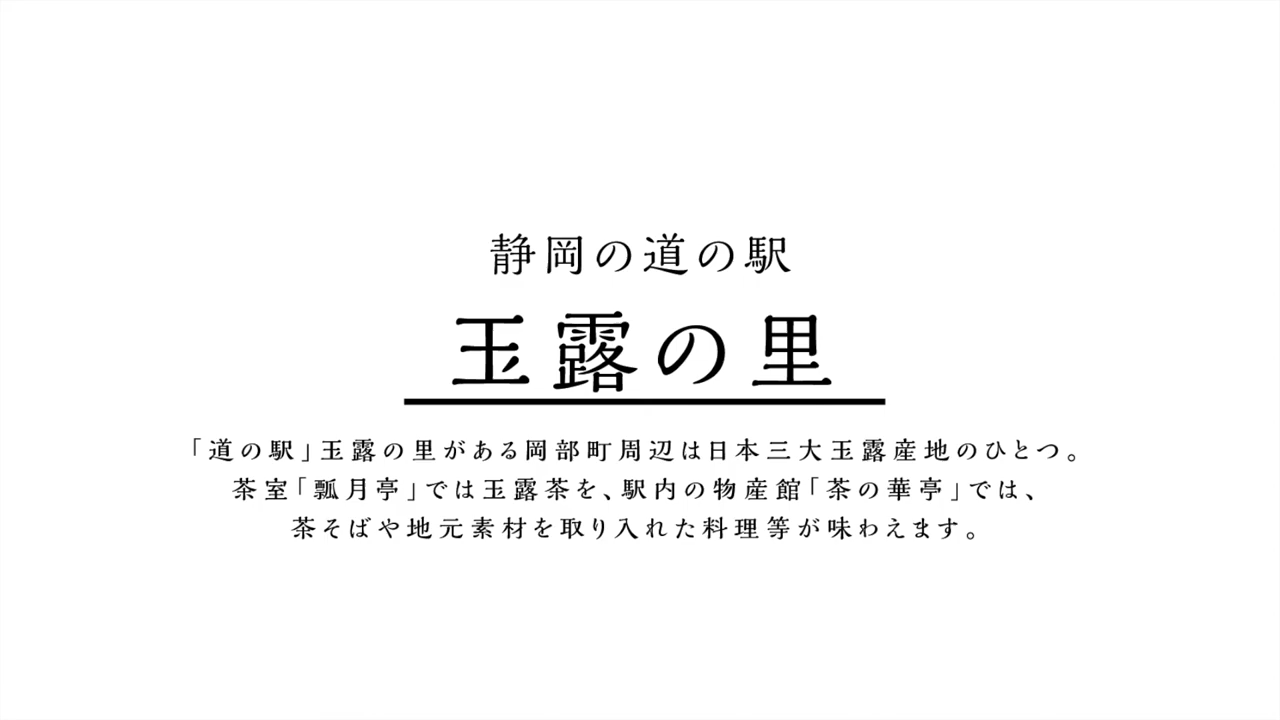 静岡の道の駅
玉露の里
「道の駅」玉露の里がある岡部町周辺は日本三大玉露産地のひとつ。
茶室「瓢月亭」では玉露茶を、駅内の物産館「茶の華亭」では、
茶そばや地元素材を取り入れた料理等が味わえます。